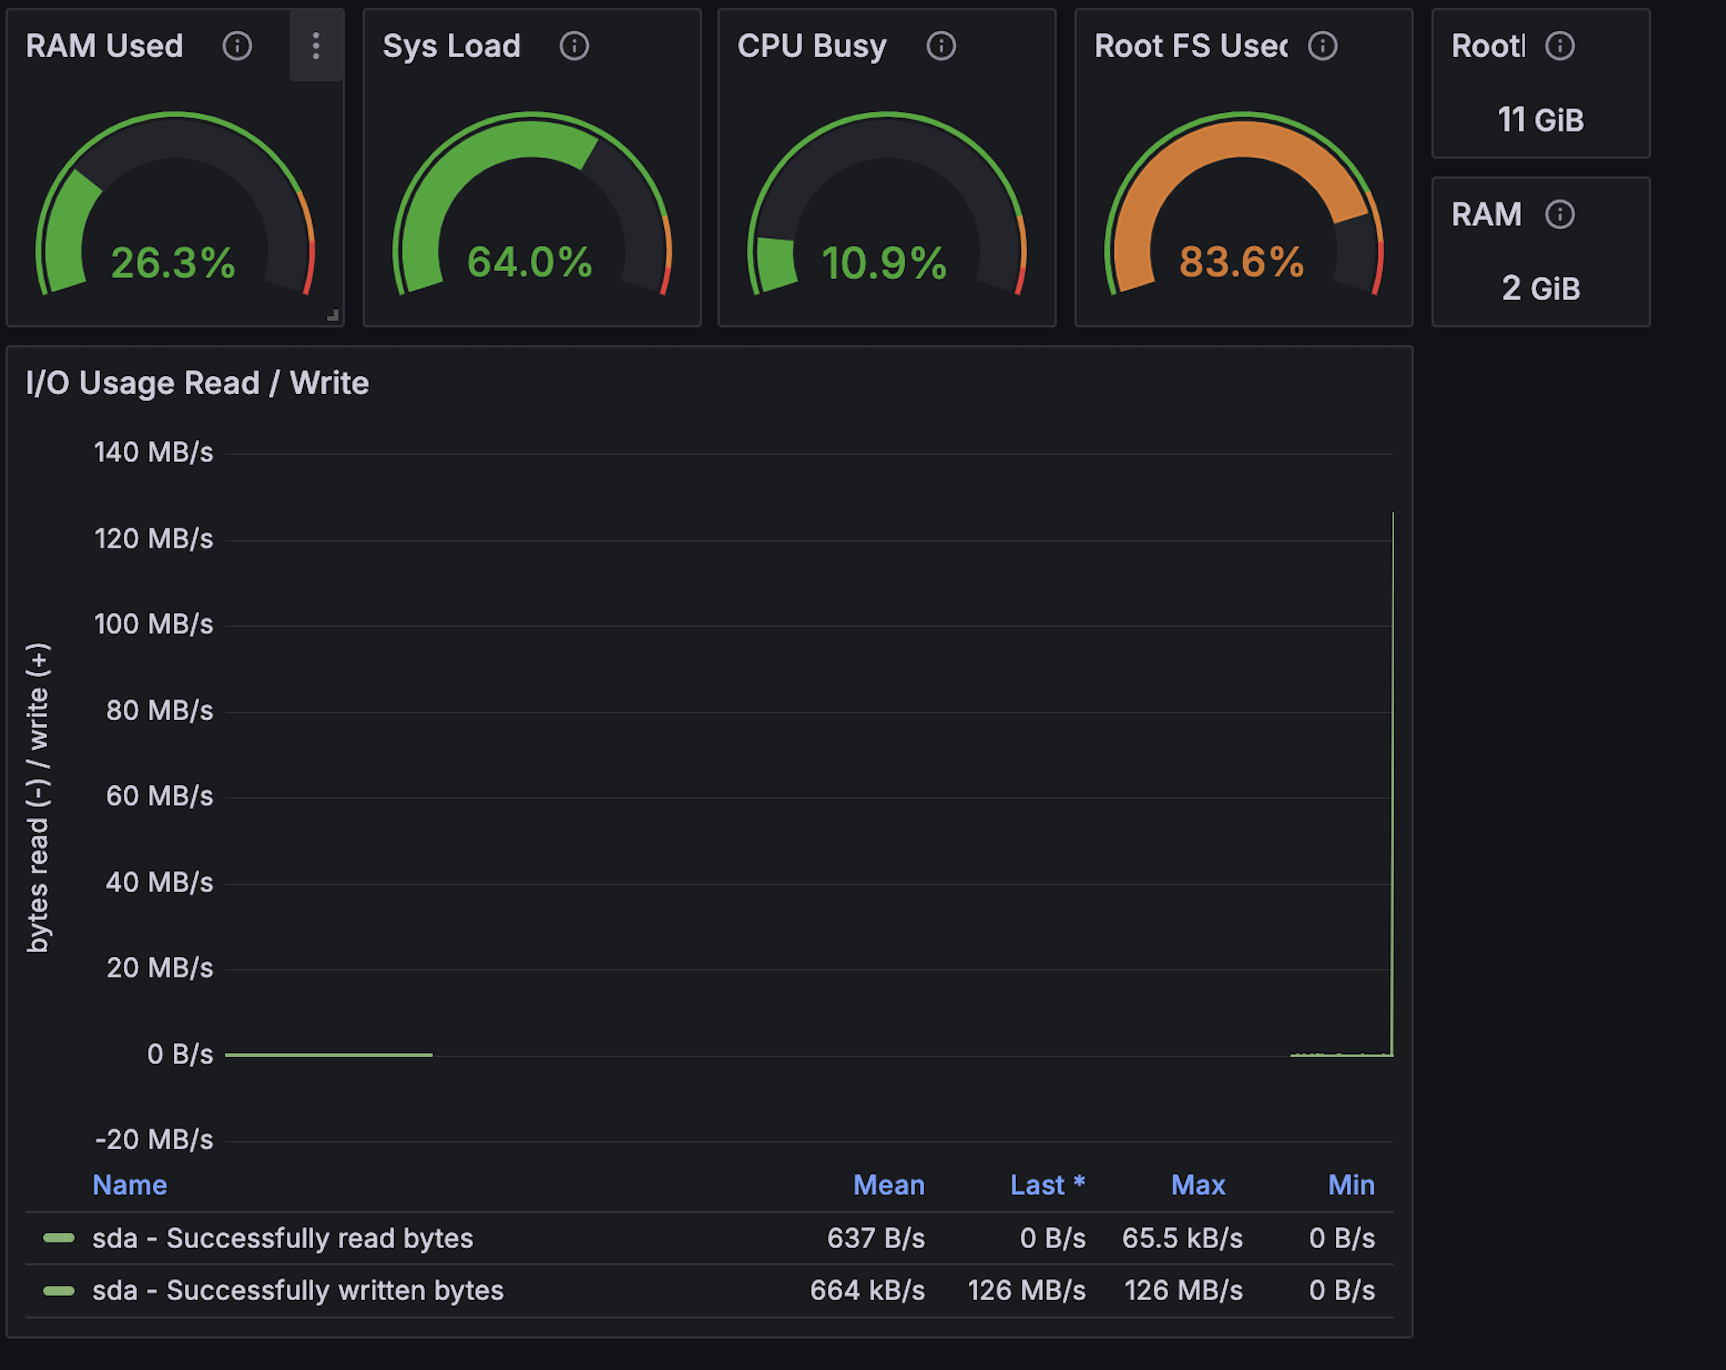 RAM Used
26.3%
Sys Load
64.0%
CPU Busy
10.9%
Root FS Used
83.6%
Root
11 GiB
RAM
2 GiB
I/O Usage Read / Write
bytes read (-) / write (+)
140 MB/s
120 MB/s
100 MB/s
80 MB/s
60 MB/s
40 MB/s
20 MB/s
0 B/s
-20 MB/s
Name Mean Last * Max Min
sda - Successfully read bytes 637 B/s 0 B/s 65.5 kB/s 0 B/s
sda - Successfully written bytes 664 kB/s 126 MB/s 126 MB/s 0 B/s